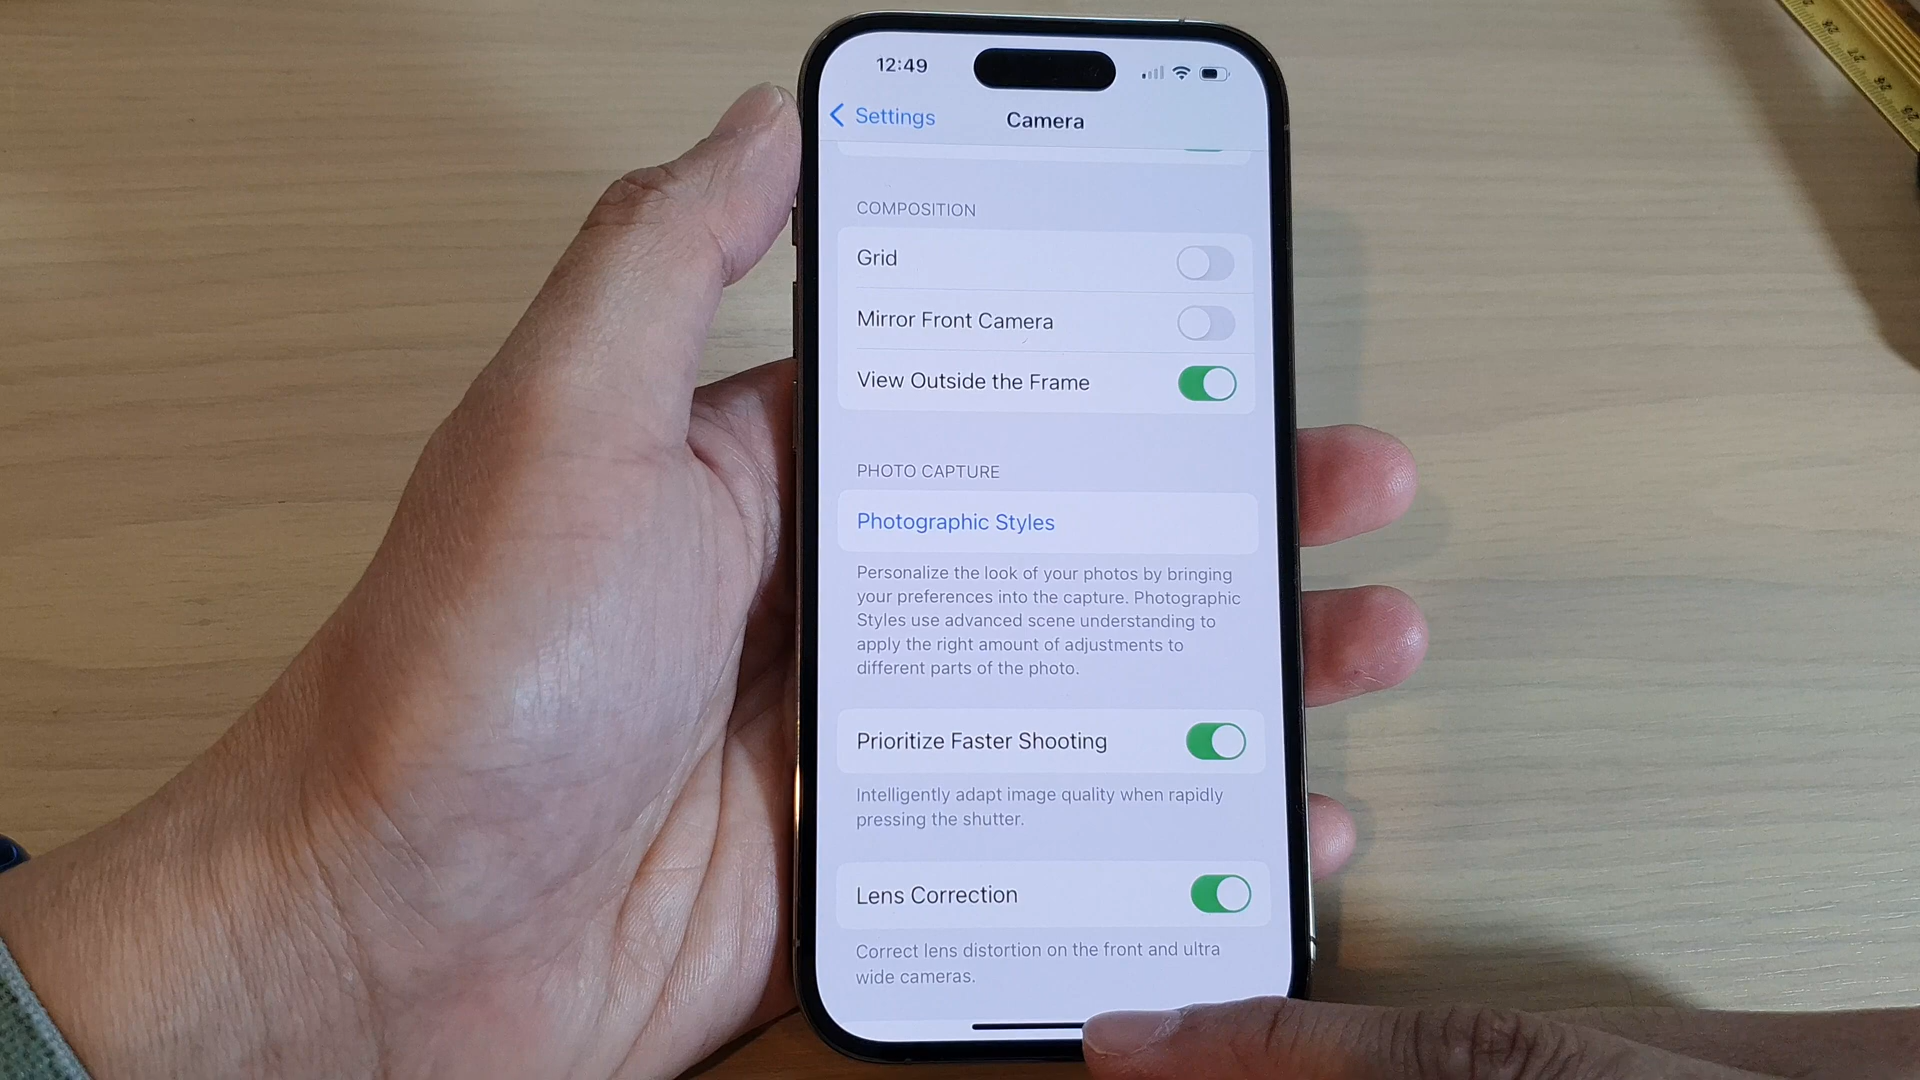 12:49
Settings
Camera
COMPOSITION
Grid
Mirror Front Camera
View Outside the Frame
PHOTO CAPTURE
Photographic Styles
Personalize the look of your photos by bringing
your preferences into the capture. Photographic
Styles use advanced scene understanding to
apply the right amount of adjustments to
different parts of the photo.
Prioritize Faster Shooting
Intelligently adapt image quality when rapidly
pressing the shutter.
Lens Correction
Correct lens distortion on the front and ultra
wide cameras.